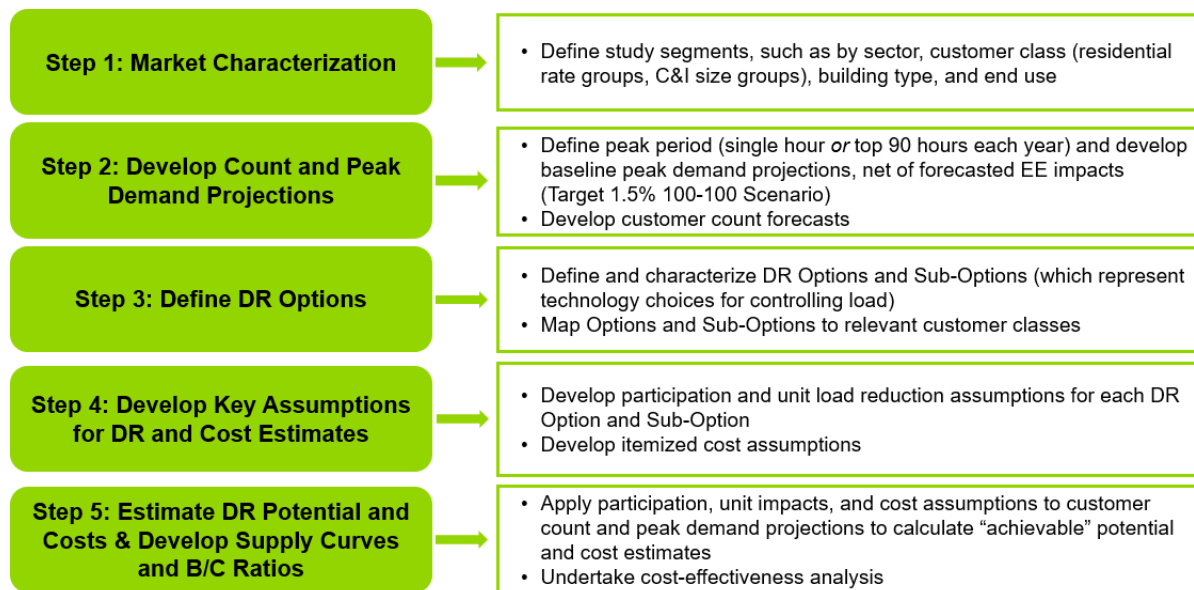 Step 1: Market Characterization
• Define study segments, such as by sector, customer class (residential
rate groups, C&I size groups), building type, and end use
Step 2: Develop Count and Peak
Demand Projections
• Define peak period (single hour or top 90 hours each year) and develop
baseline peak demand projections, net of forecasted EE impacts
(Target 1.5% 100-100 Scenario)
• Develop customer count forecasts
Step 3: Define DR Options
• Define and characterize DR Options and Sub-Options (which represent
technology choices for controlling load)
• Map Options and Sub-Options to relevant customer classes
Step 4: Develop Key Assumptions
for DR and Cost Estimates
• Develop participation and unit load reduction assumptions for each DR
Option and Sub-Option
• Develop itemized cost assumptions
Step 5: Estimate DR Potential and
Costs & Develop Supply Curves
and B/C Ratios
• Apply participation, unit impacts, and cost assumptions to customer
count and peak demand projections to calculate “achievable” potential
and cost estimates
• Undertake cost-effectiveness analysis